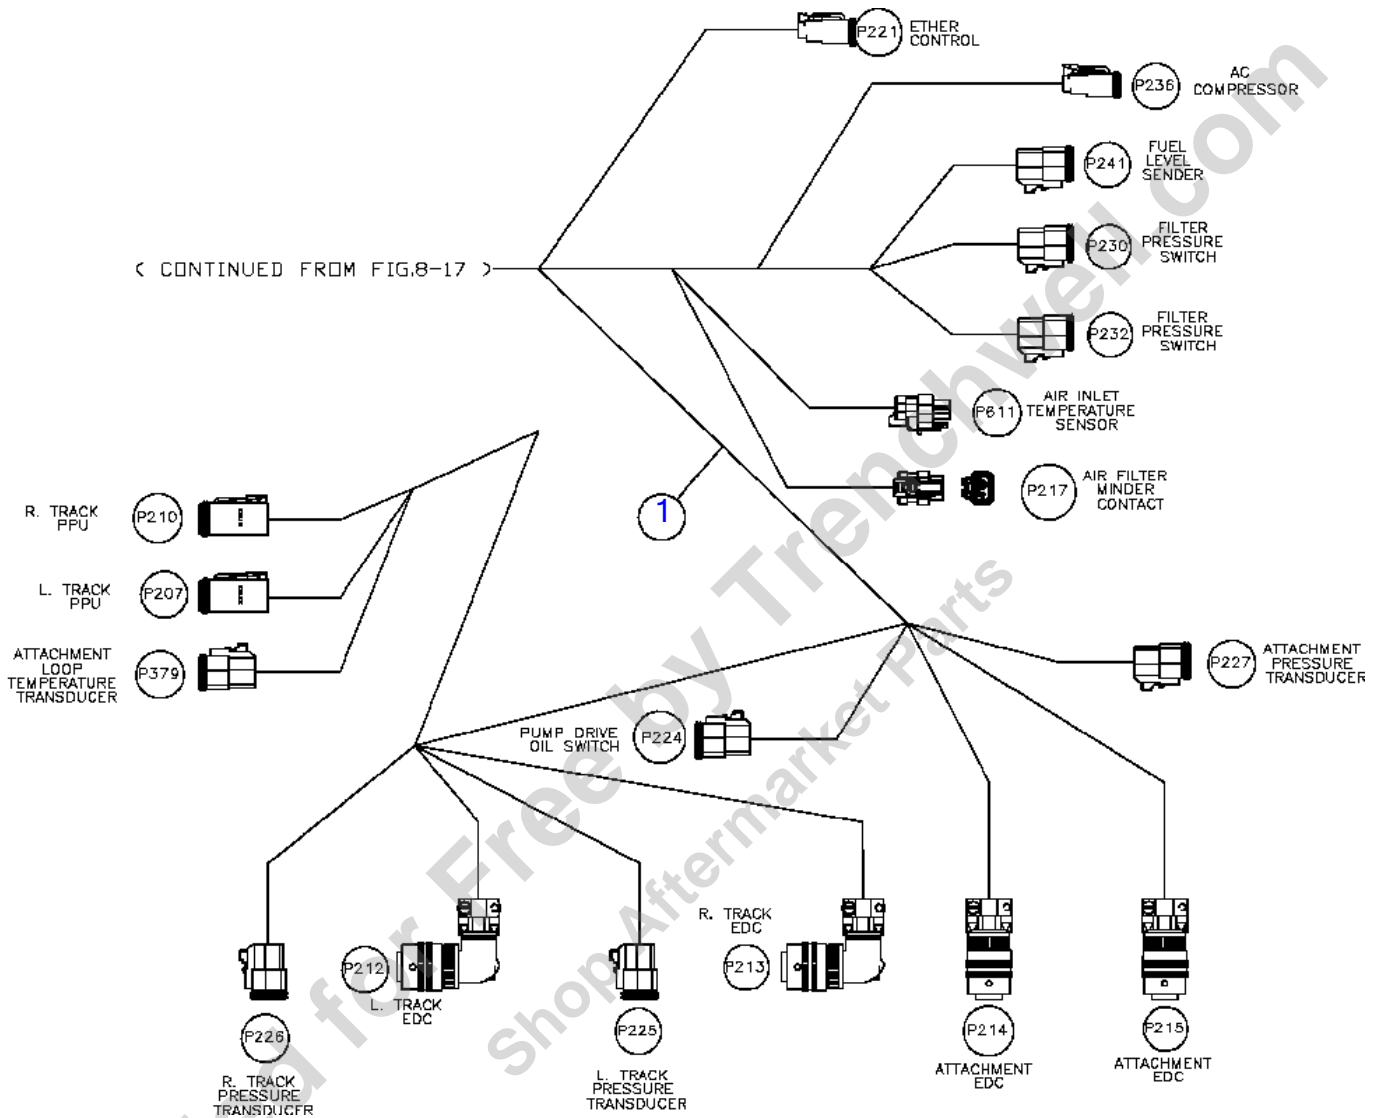 P221
ETHER
CONTROL
P236
AC
COMPRESSOR
P241
FUEL
LEVEL
SENDER
P230
FILTER
PRESSURE
SWITCH
( CONTINUED FROM FIG.8-17 )
P232
FILTER
PRESSURE
SWITCH
P611
AIR INLET
TEMPERATURE
SENSOR
P217
AIR FILTER
MINDER
CONTACT
1
R. TRACK
PPU
P210
L. TRACK
PPU
P207
ATTACHMENT
LOOP
TEMPERATURE
TRANSDUCER
P379
P227
ATTACHMENT
PRESSURE
TRANSDUCER
PUMP DRIVE
OIL SWITCH
P224
R. TRACK
EDC
P213
P212
L. TRACK
EDC
P226
R. TRACK
PRESSURE
TRANSDUCER
P225
L. TRACK
PRESSURE
TRANSDUCER
P214
ATTACHMENT
EDC
P215
ATTACHMENT
EDC
for Free by Trenchwell.com
Shop Aftermarket Parts